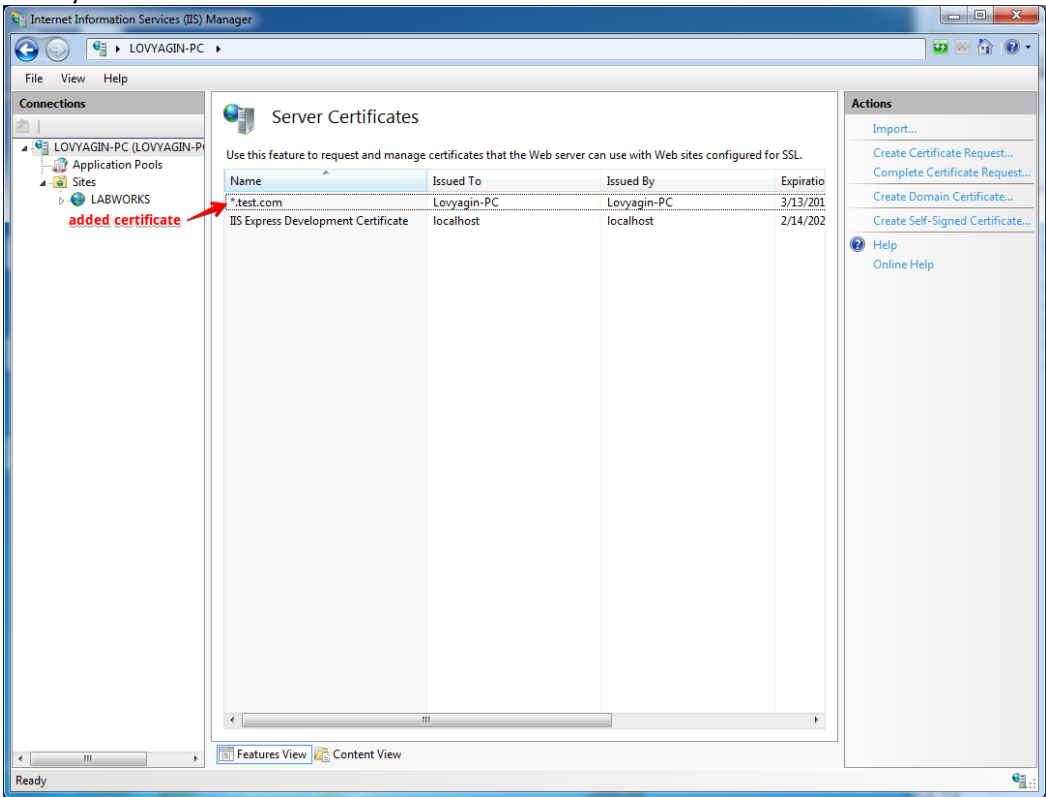 Internet Information Services (IIS) Manager
LOVYAGIN-PC
File View Help
Connections
LOVYAGIN-PC (LOVYAGIN-P
Application Pools
Sites
LABWORKS
added certificate
Server Certificates
Use this feature to request and manage certificates that the Web server can use with Web sites configured for SSL.
Name Issued To Issued By Expiratio
*.test.com Lovyagin-PC Lovyagin-PC 3/13/201
IIS Express Development Certificate localhost localhost 2/14/202
Features View Content View
Actions
Import...
Create Certificate Request...
Complete Certificate Request...
Create Domain Certificate...
Create Self-Signed Certificate...
Help
Online Help
Ready